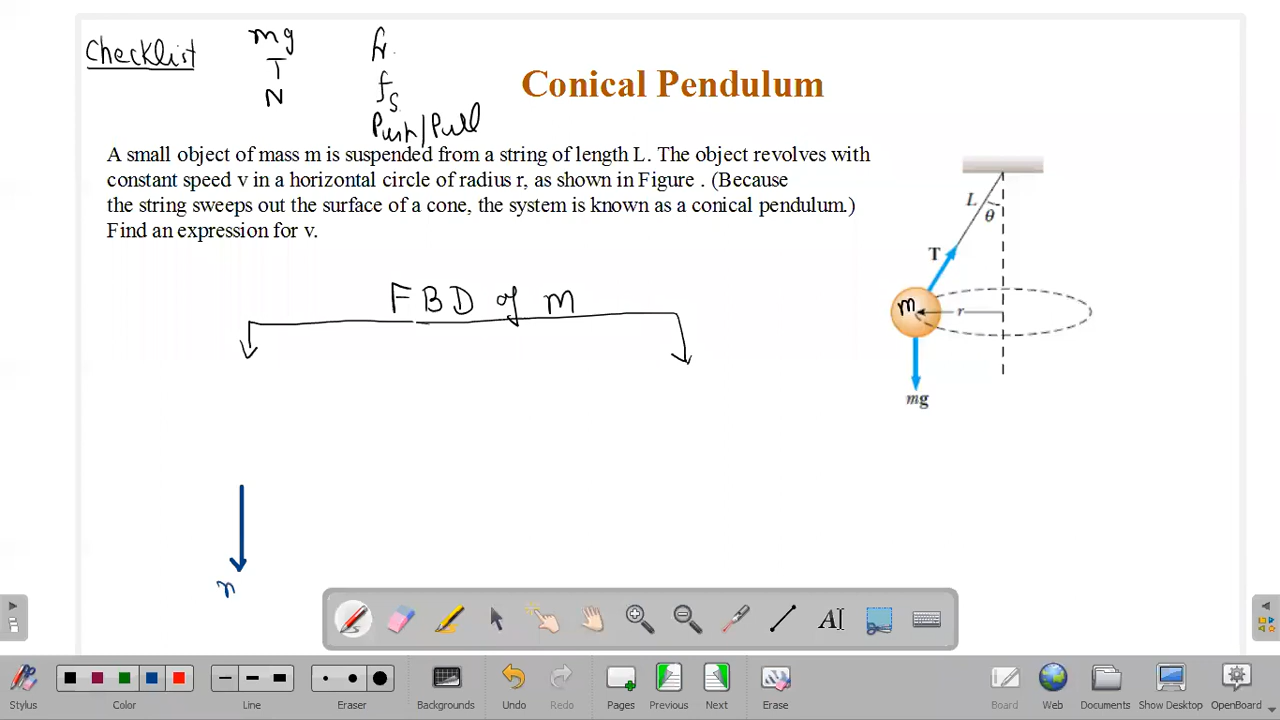 Checklist
mg
T
N
fr.
fs
Push/Pull
Conical Pendulum
A small object of mass m is suspended from a string of length L. The object revolves with
constant speed v in a horizontal circle of radius r, as shown in Figure . (Because
the string sweeps out the surface of a cone, the system is known as a conical pendulum.)
Find an expression for v.
L
θ
T
m
r
mg
FBD of m
m
Stylus
Color
Line
Eraser
Backgrounds
Undo
Redo
Pages
Previous
Next
Erase
Board
Web
Documents
Show Desktop
OpenBoard